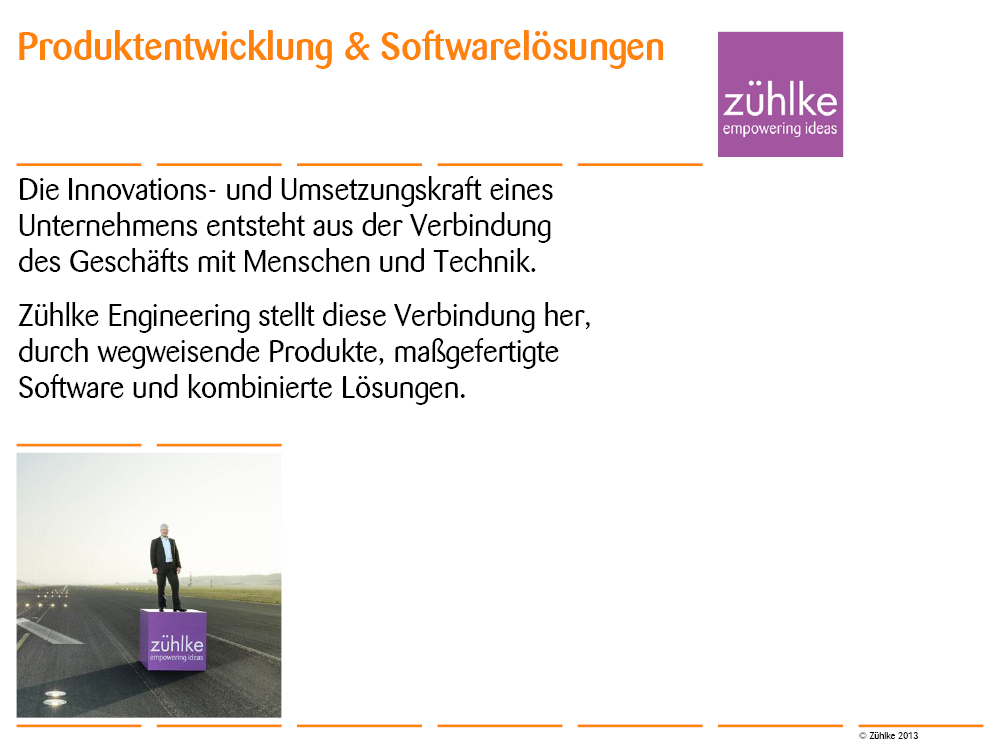 Produktentwicklung & Softwarelösungen
zühlke
empowering ideas
Die Innovations- und Umsetzungskraft eines
Unternehmens entsteht aus der Verbindung
des Geschäfts mit Menschen und Technik.
Zühlke Engineering stellt diese Verbindung her,
durch wegweisende Produkte, maßgefertigte
Software und kombinierte Lösungen.
zühlke
empowering ideas
© Zühlke 2013